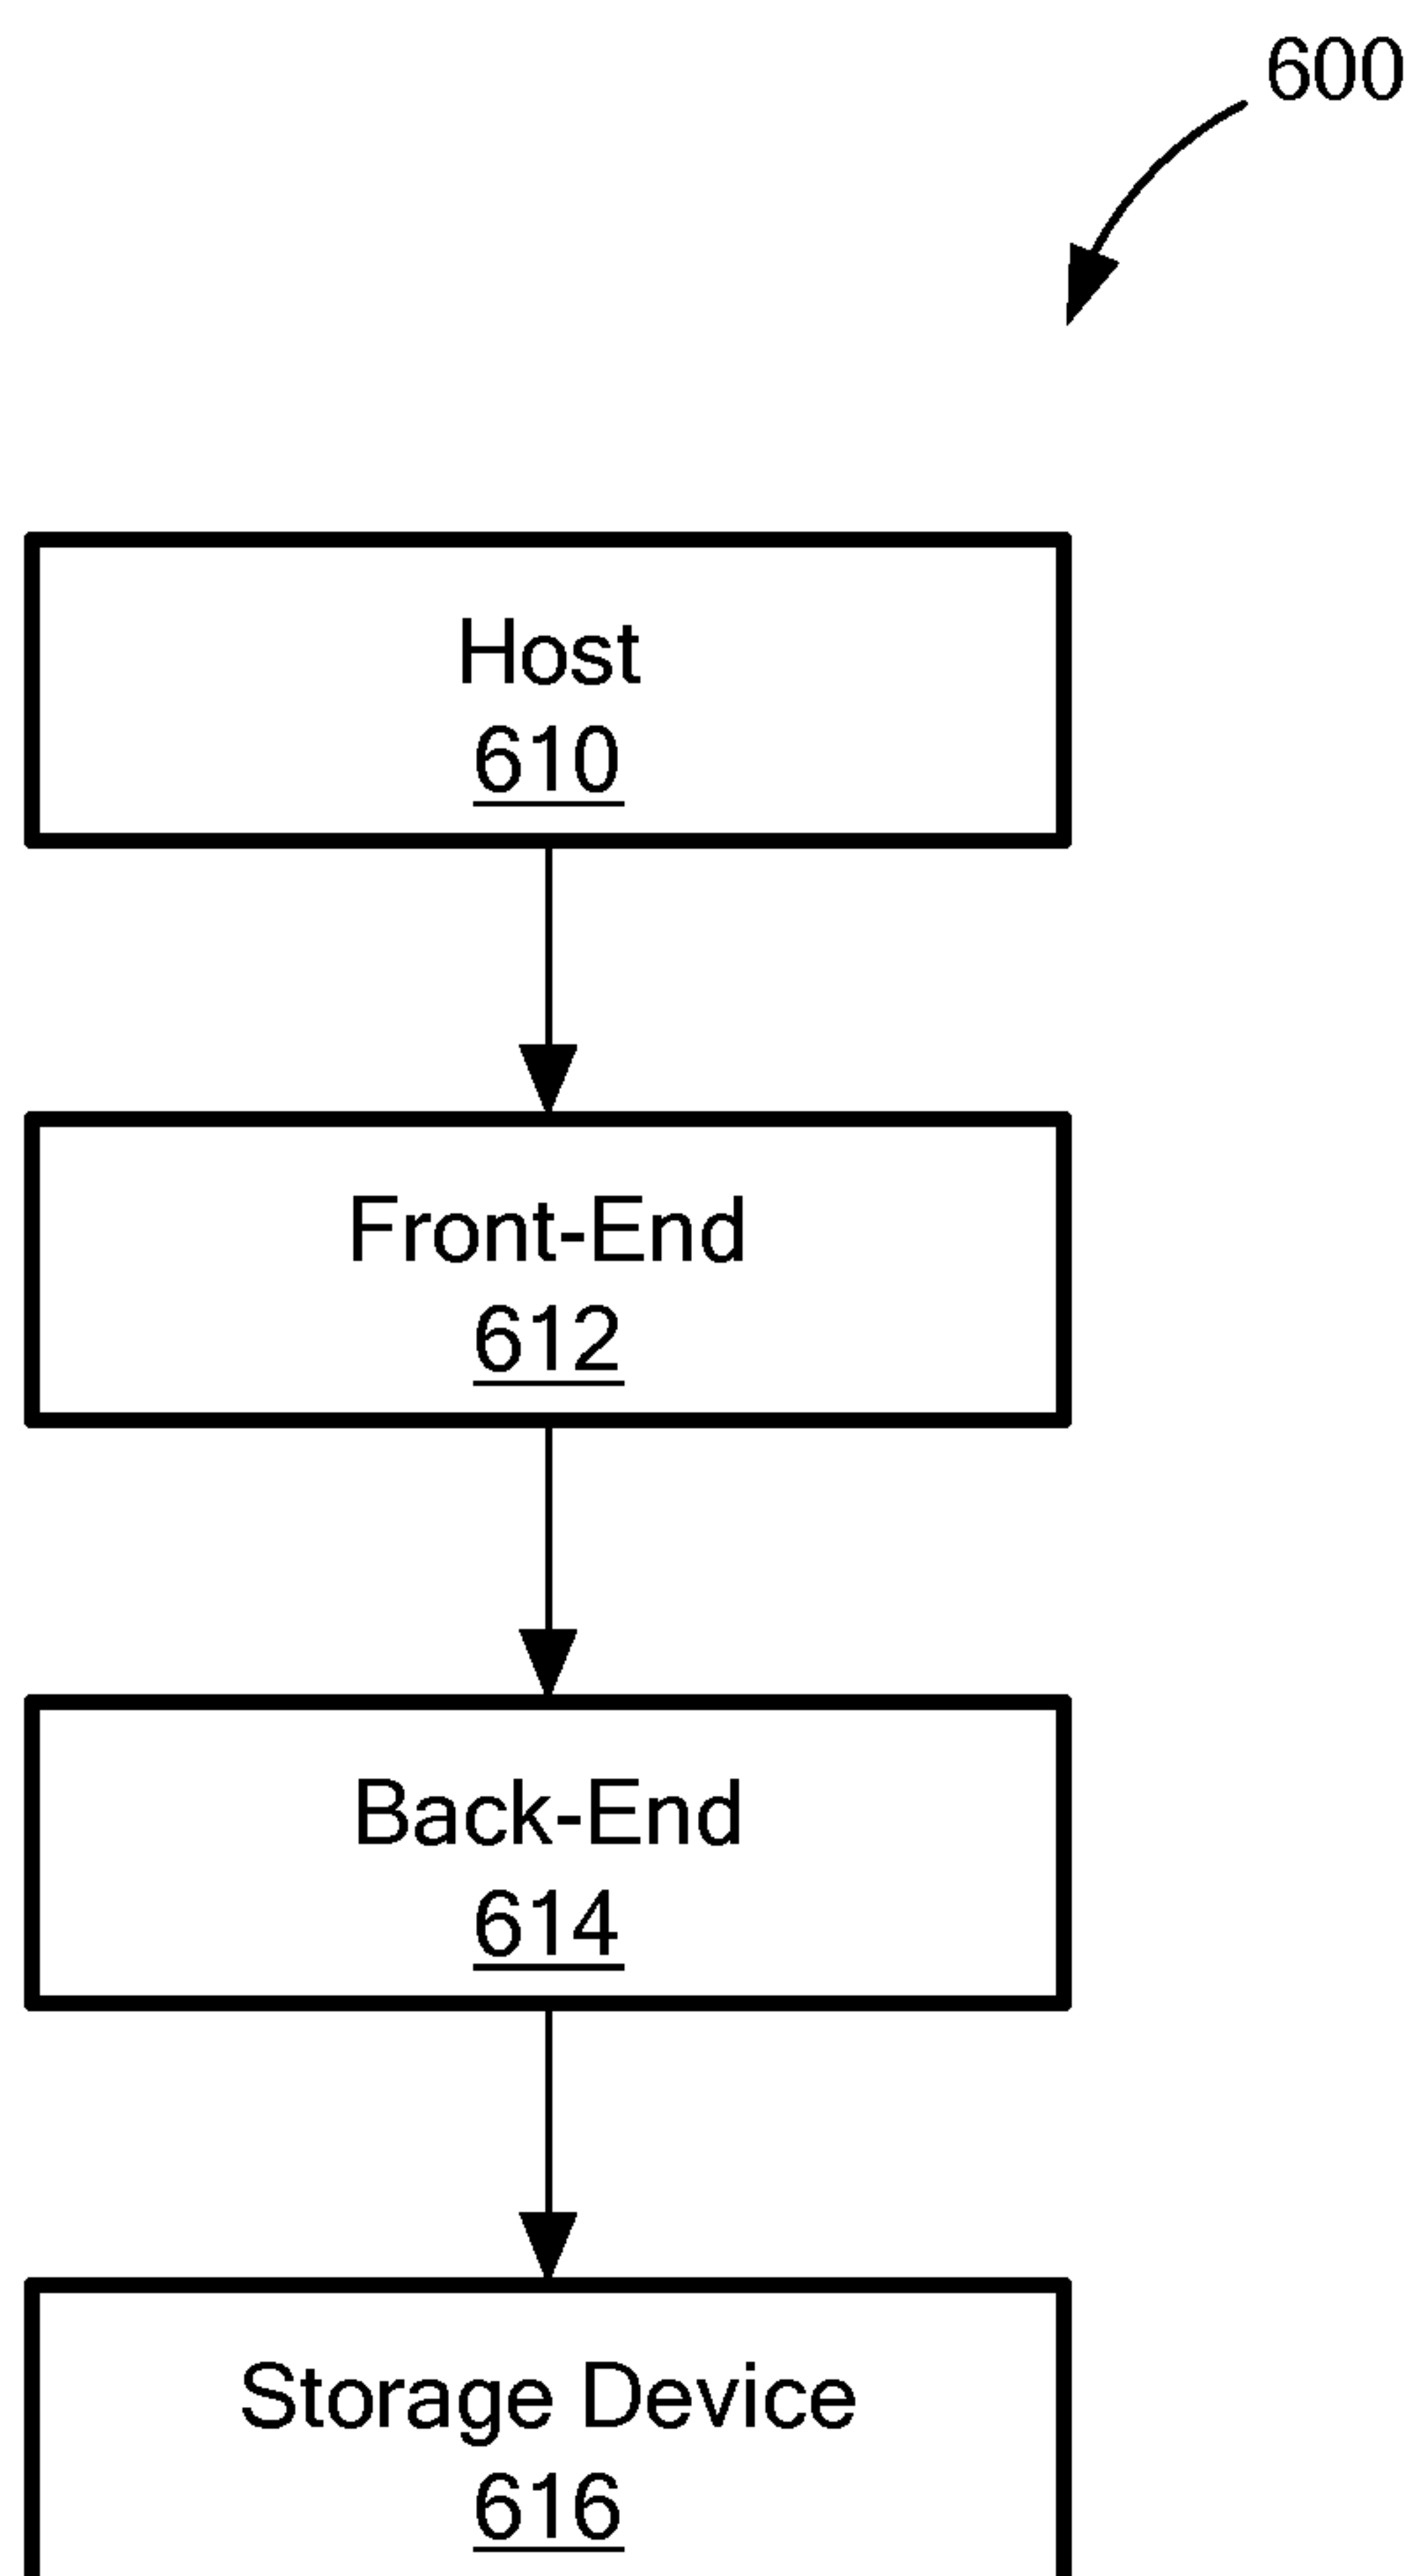 600
Host
610
Front-End
612
Back-End
614
Storage Device
616